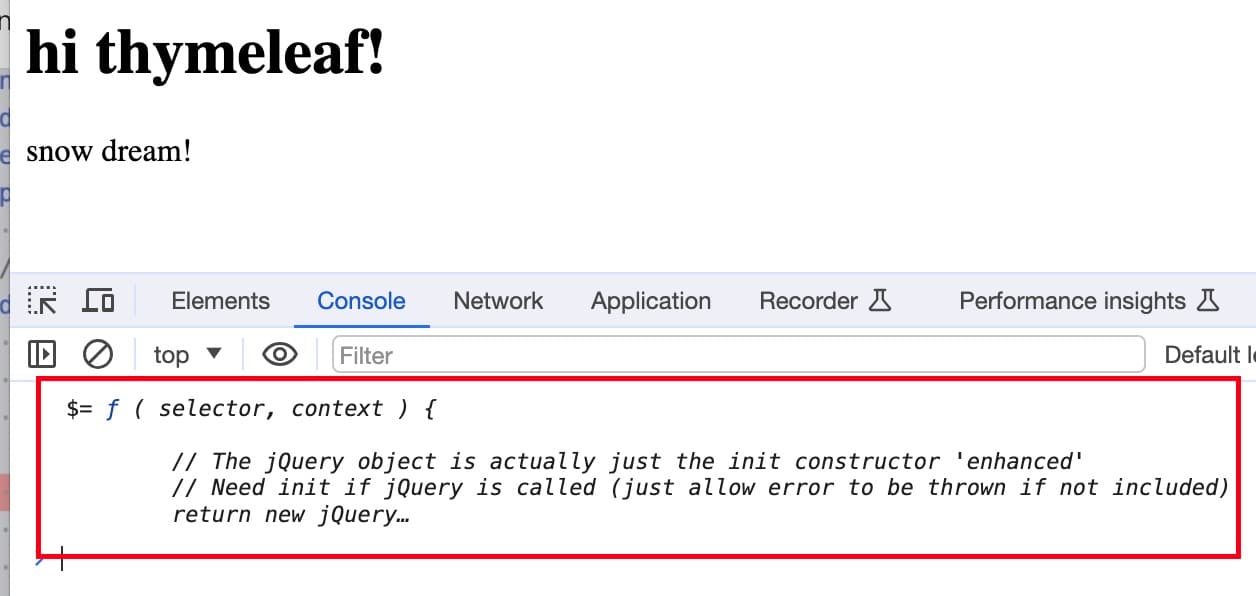 hi thymeleaf!
snow dream!
Elements Console Network Application Recorder Performance insights
top Filter Default
$= ƒ ( selector, context ) {
// The jQuery object is actually just the init constructor 'enhanced'
// Need init if jQuery is called (just allow error to be thrown if not included)
return new jQuery…